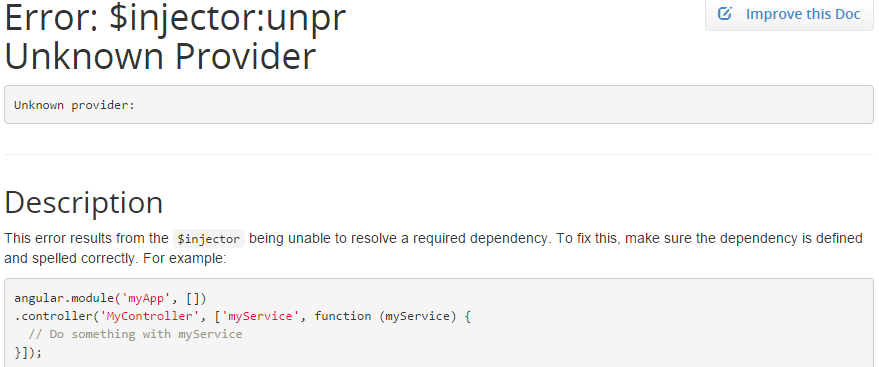 Error: $injector:unpr
Improve this Doc
Unknown Provider
Unknown provider:
Description
This error results from the $injector being unable to resolve a required dependency. To fix this, make sure the dependency is defined
and spelled correctly. For example:
angular.module('myApp', [])
.controller('MyController', ['myService', function (myService) {
  // Do something with myService
}]);